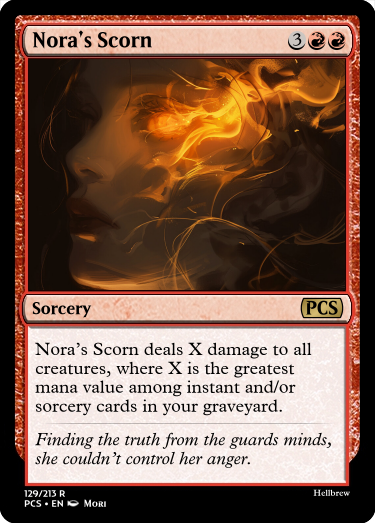 Nora's Scorn 3
Sorcery PCS
Nora's Scorn deals X damage to all
creatures, where X is the greatest
mana value among instant and/or
sorcery cards in your graveyard.
Finding the truth from the guards minds,
she couldn't control her anger.
129/213 R Hellbrew
PCS • EN Mori